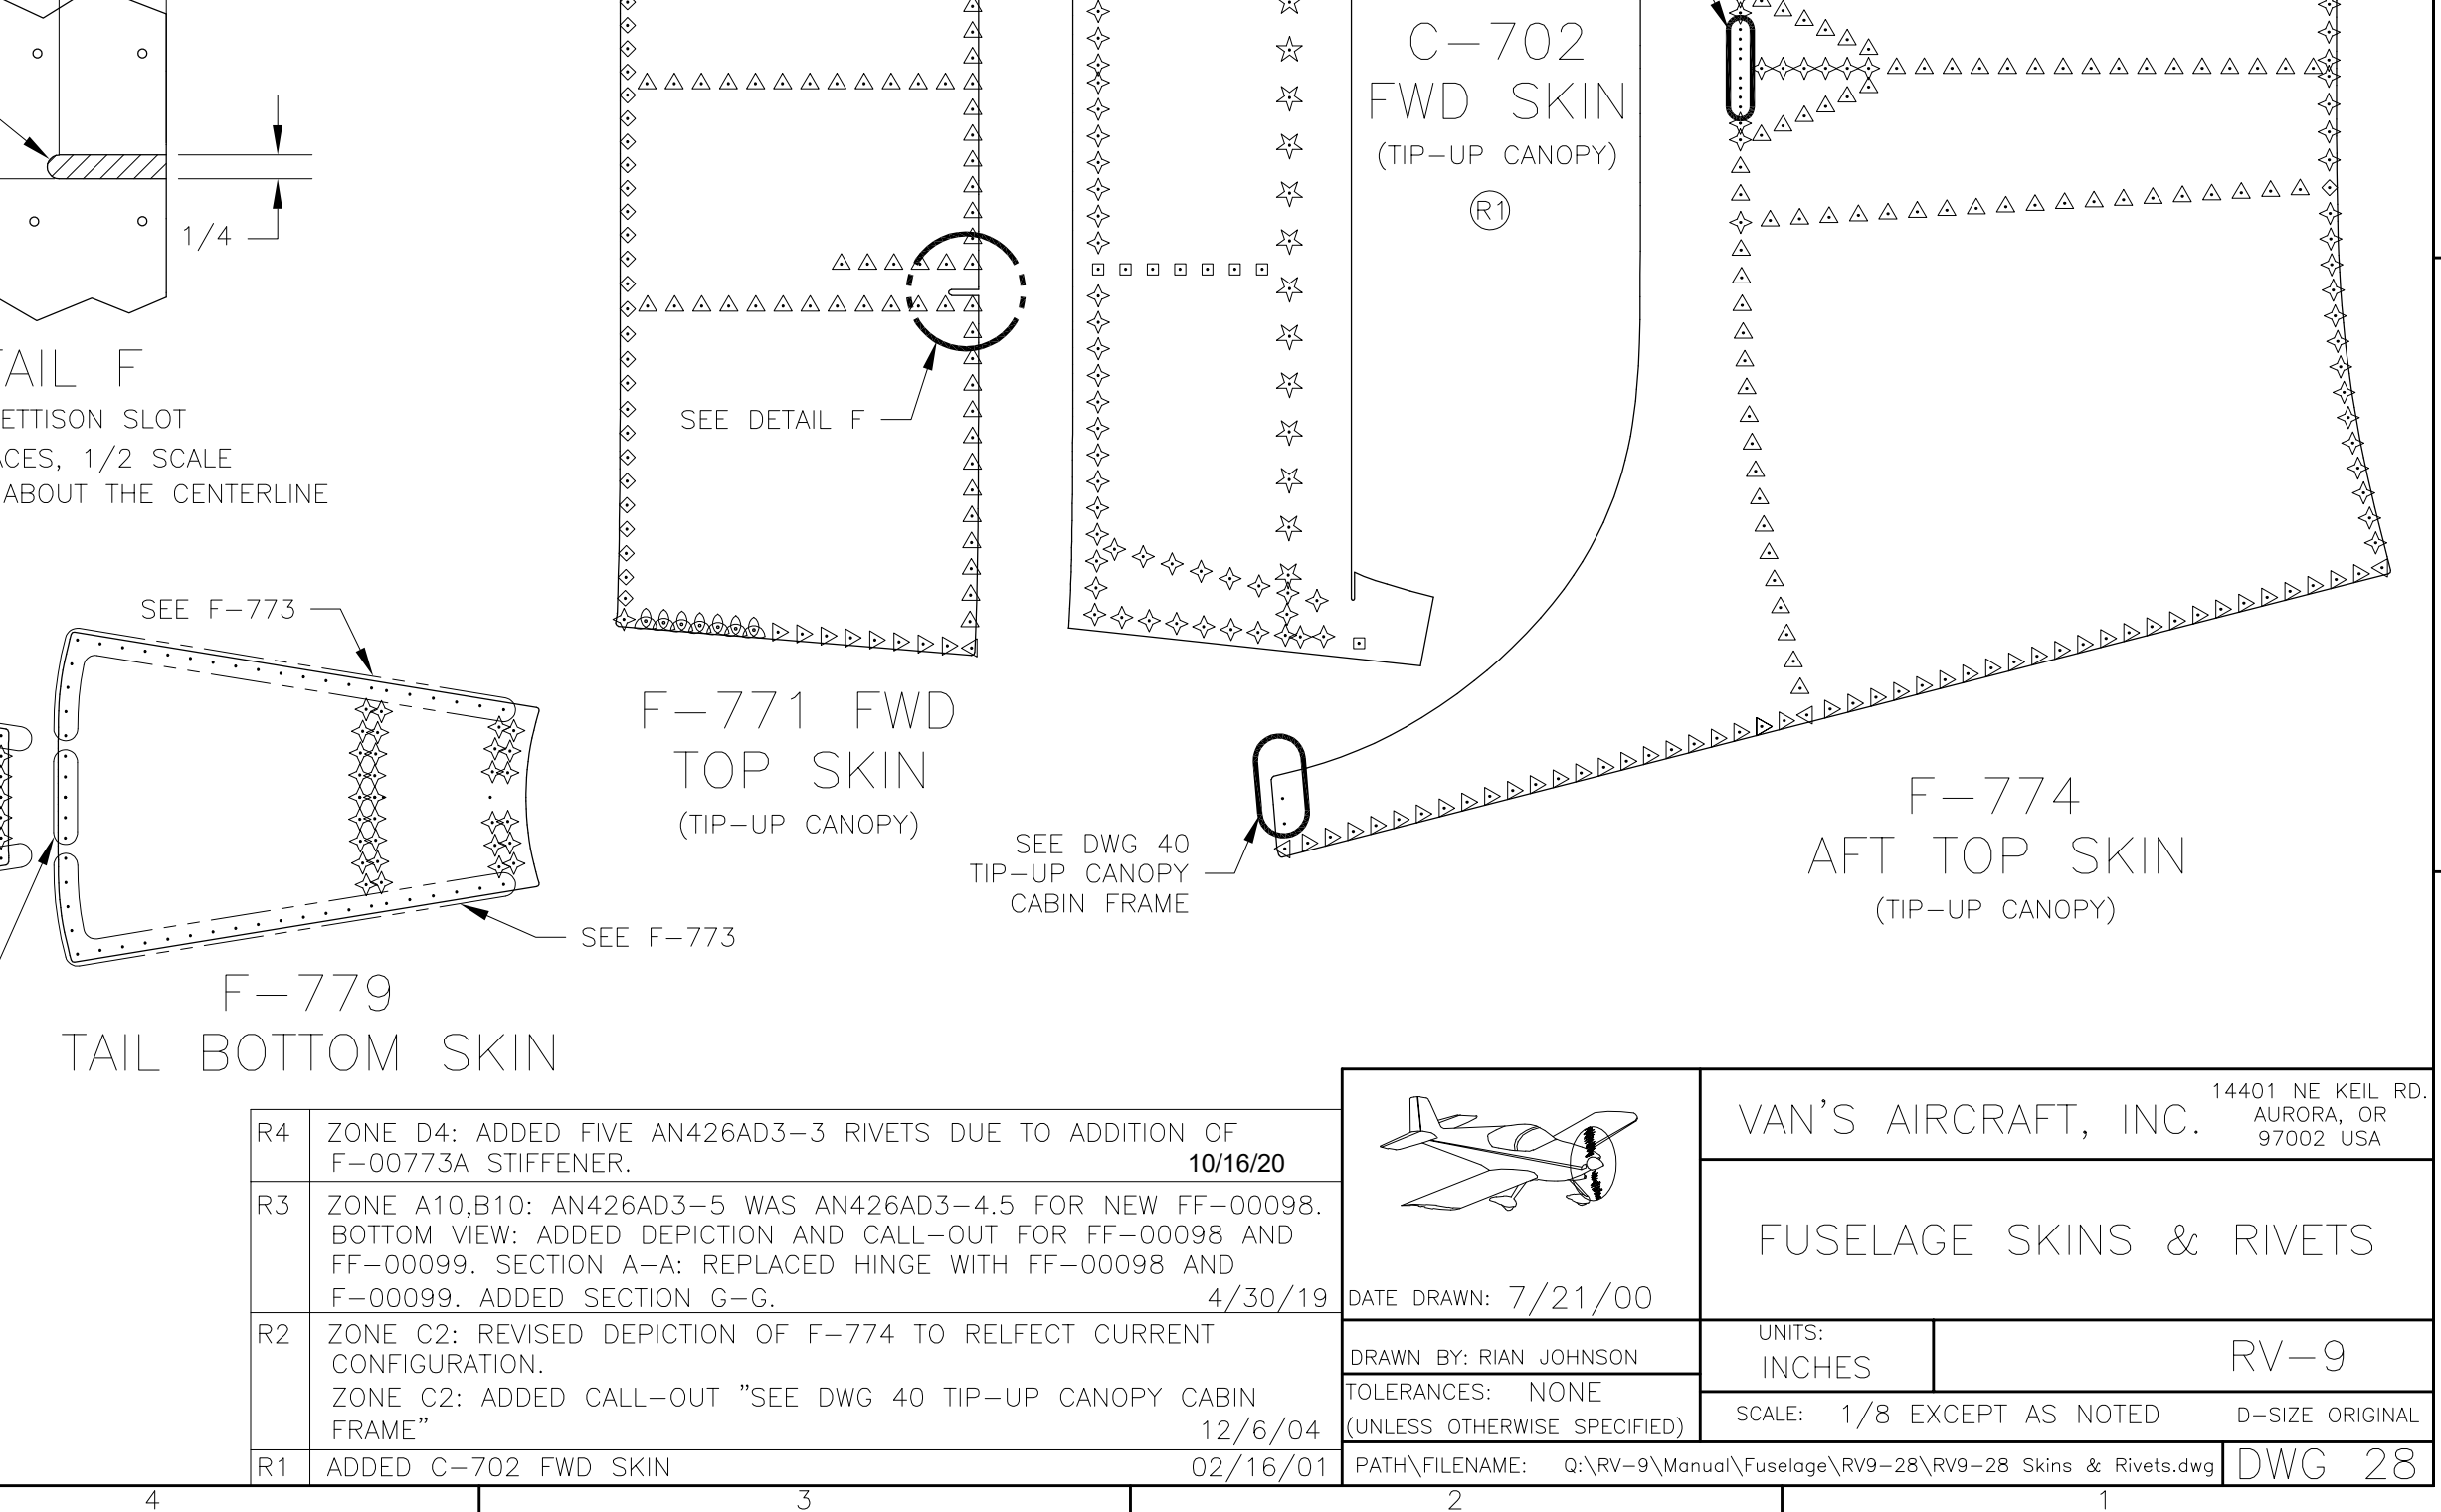 C-702
FWD SKIN
(TIP-UP CANOPY)
R1
1/4
AIL F
ETTISON SLOT
ACES, 1/2 SCALE
ABOUT THE CENTERLINE
SEE DETAIL F
SEE F-773
F-771 FWD
TOP SKIN
(TIP-UP CANOPY)
SEE DWG 40
TIP-UP CANOPY
CABIN FRAME
F-774
AFT TOP SKIN
(TIP-UP CANOPY)
SEE F-773
F-779
TAIL BOTTOM SKIN
R4 ZONE D4: ADDED FIVE AN426AD3-3 RIVETS DUE TO ADDITION OF
F-00773A STIFFENER. 10/16/20
R3 ZONE A10,B10: AN426AD3-5 WAS AN426AD3-4.5 FOR NEW FF-00098.
BOTTOM VIEW: ADDED DEPICTION AND CALL-OUT FOR FF-00098 AND
FF-00099. SECTION A-A: REPLACED HINGE WITH FF-00098 AND
F-00099. ADDED SECTION G-G. 4/30/19
R2 ZONE C2: REVISED DEPICTION OF F-774 TO RELFECT CURRENT
CONFIGURATION.
ZONE C2: ADDED CALL-OUT "SEE DWG 40 TIP-UP CANOPY CABIN
FRAME" 12/6/04
R1 ADDED C-702 FWD SKIN 02/16/01
DATE DRAWN: 7/21/00
DRAWN BY: RIAN JOHNSON
TOLERANCES: NONE
(UNLESS OTHERWISE SPECIFIED)
VAN'S AIRCRAFT, INC.
14401 NE KEIL RD.
AURORA, OR
97002 USA
FUSELAGE SKINS & RIVETS
UNITS:
INCHES
RV-9
SCALE: 1/8 EXCEPT AS NOTED
D-SIZE ORIGINAL
PATH\FILENAME: Q:\RV-9\Manual\Fuselage\RV9-28\RV9-28 Skins & Rivets.dwg
DWG 28
4 3 2 1